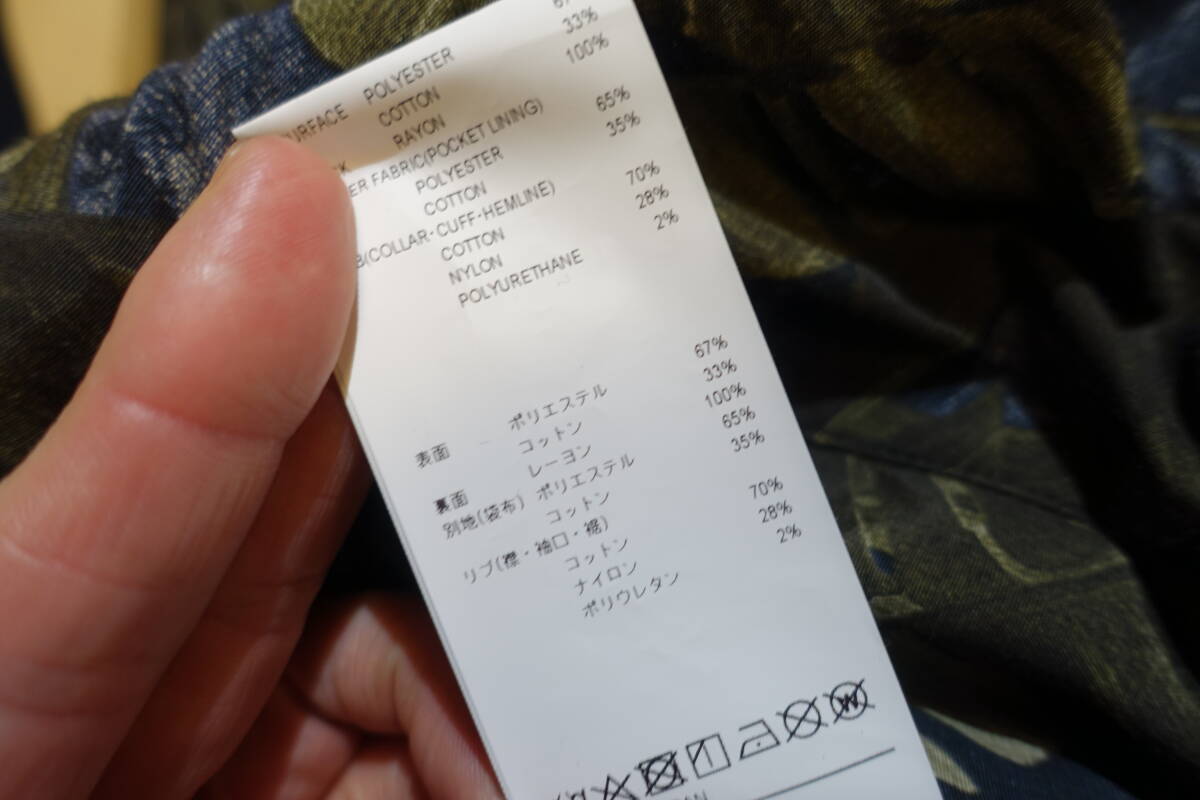 SURFACE POLYESTER 67%
COTTON 33%
RAYON 100%
FABRIC(POCKET LINING)
POLYESTER 65%
COTTON 35%
(COLLAR・CUFF・HEMLINE)
COTTON 70%
NYLON 28%
POLYURETHANE 2%
表面 ポリエステル 67%
コットン 33%
裏面 レーヨン 100%
別地(袋布) ポリエステル 65%
コットン 35%
リブ(襟・袖口・裾)
コットン 70%
ナイロン 28%
ポリウレタン 2%
W